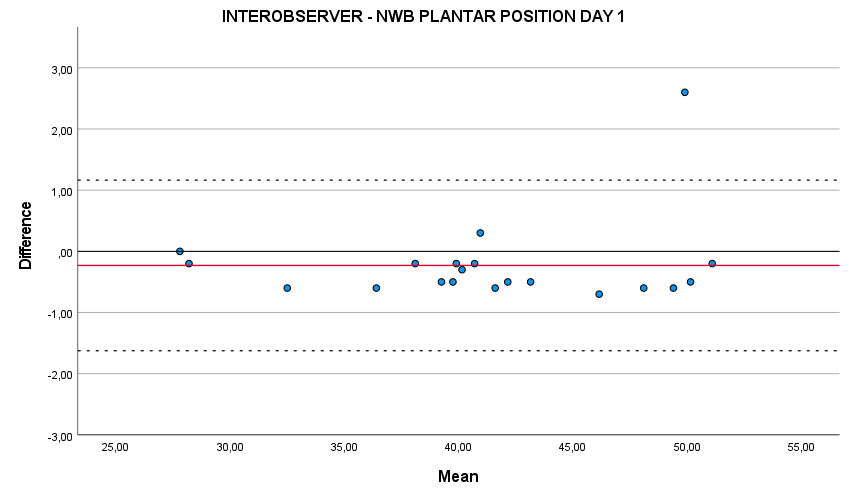 INTEROBSERVER - NWB PLANTAR POSITION DAY 1
3,00
2,00
1,00
,00
-1,00
-2,00
-3,00
Difference
25,00 30,00 35,00 40,00 45,00 50,00 55,00
Mean